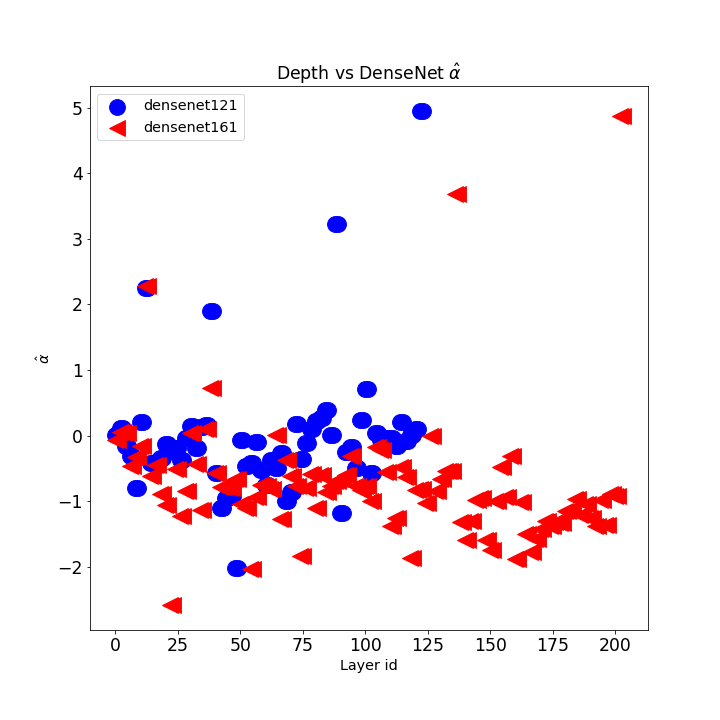 Depth vs DenseNet α̂
densenet121
densenet161
5
4
3
2
1
0
−1
−2
α̂
0 25 50 75 100 125 150 175 200
Layer id